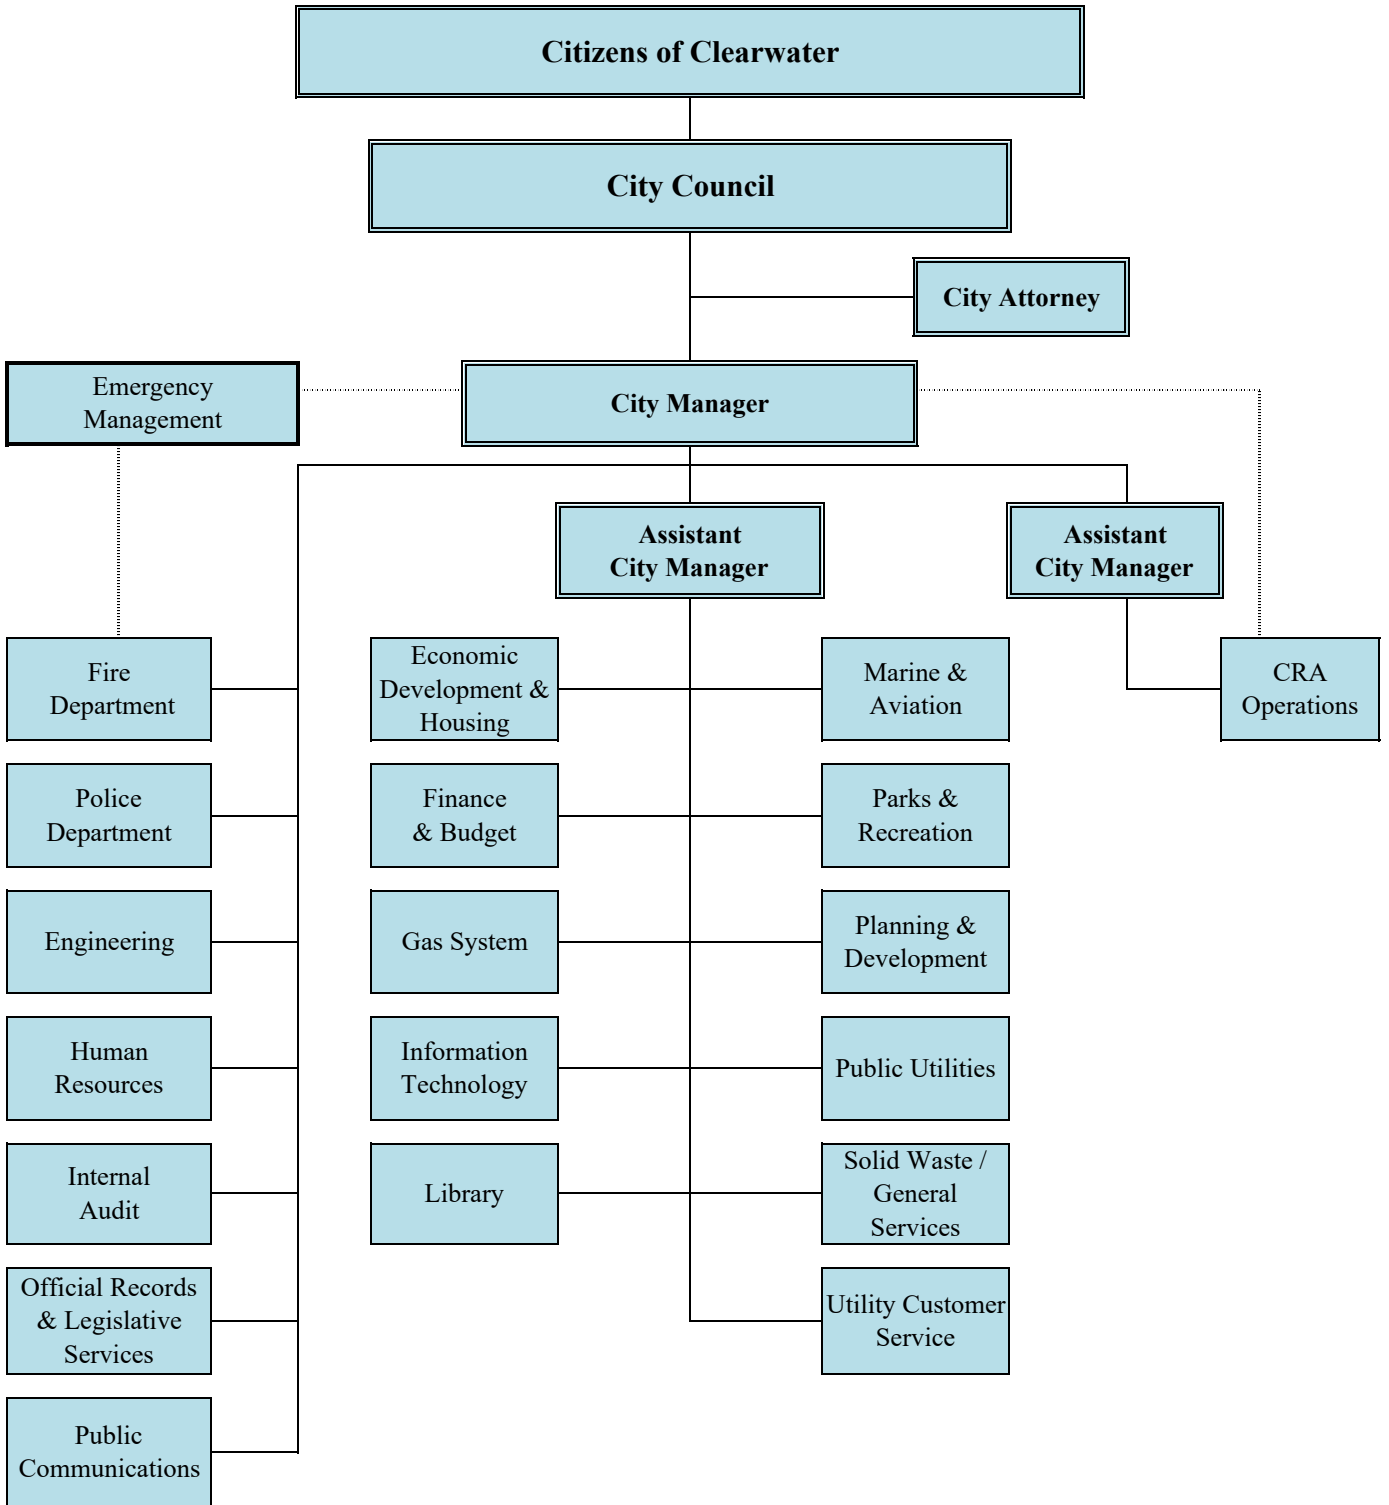 Citizens of Clearwater
City Council
City Attorney
Emergency
Management
City Manager
Assistant
City Manager
Assistant
City Manager
Fire
Department
Economic
Development &
Housing
Marine &
Aviation
CRA
Operations
Police
Department
Finance
& Budget
Parks &
Recreation
Engineering
Gas System
Planning &
Development
Human
Resources
Information
Technology
Public Utilities
Internal
Audit
Library
Solid Waste /
General
Services
Official Records
& Legislative
Services
Utility Customer
Service
Public
Communications